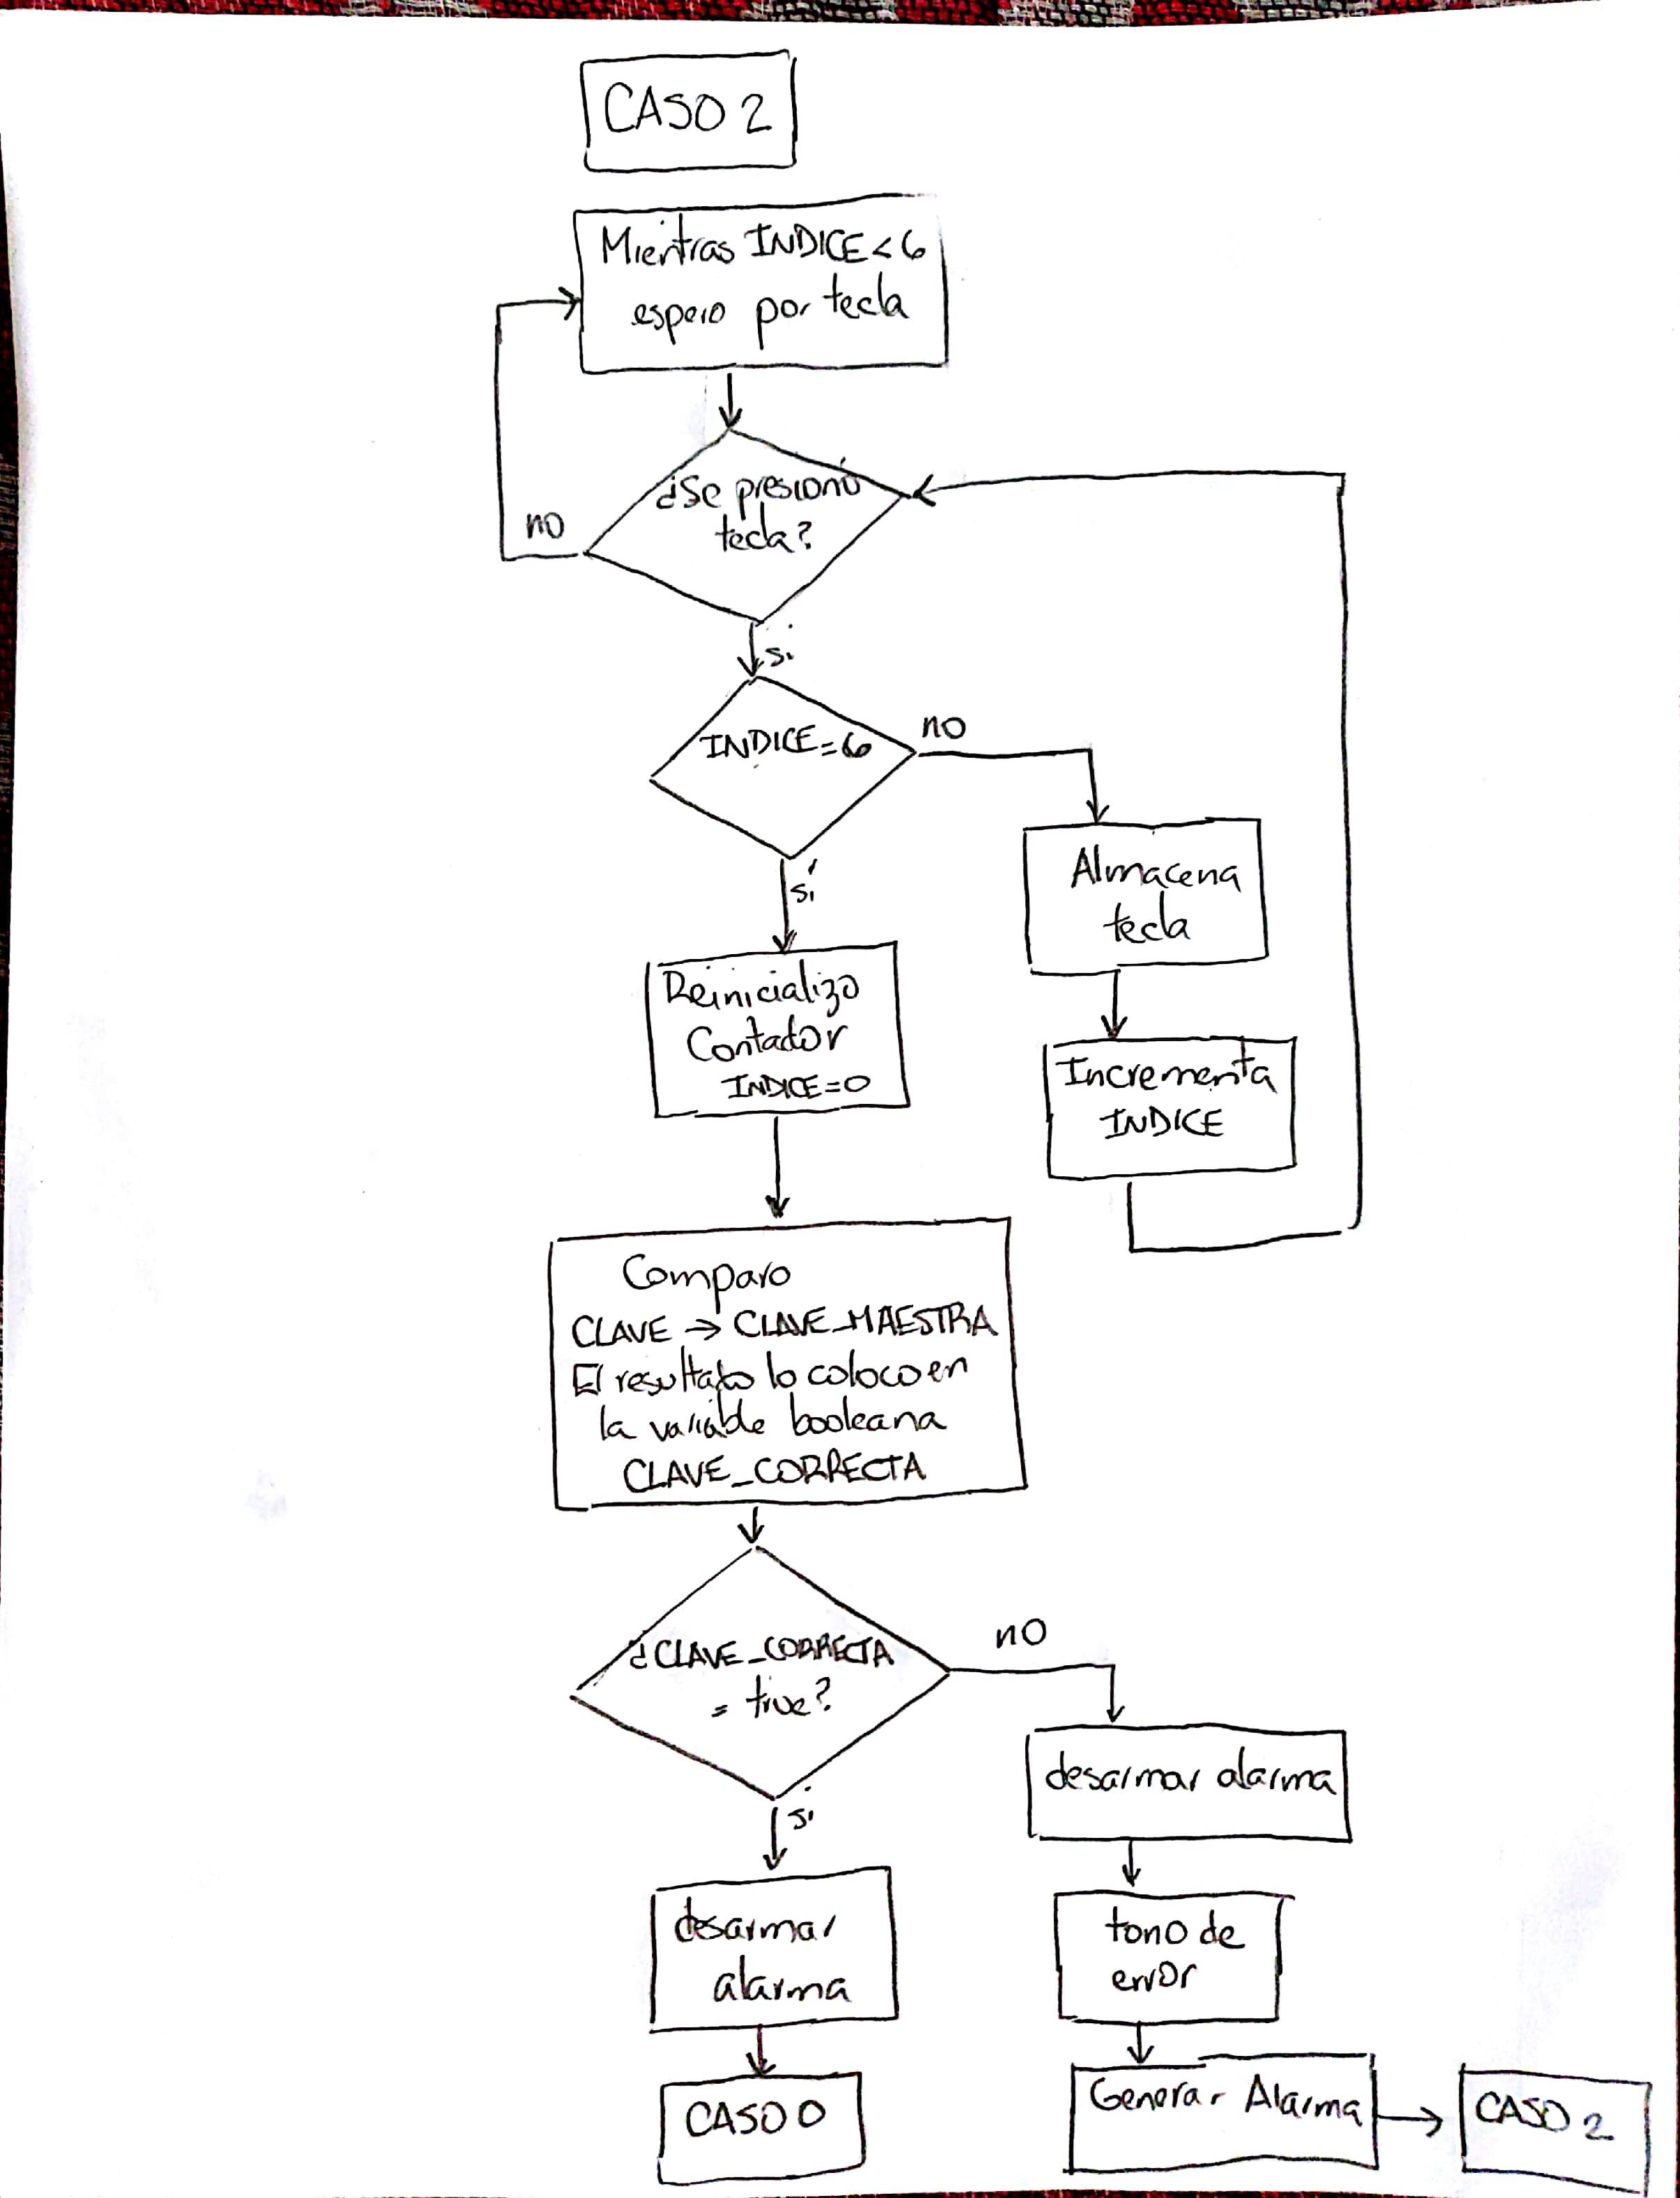 CASO 2
Mientras INDICE<6
espero por tecla
¿Se presionó
tecla?
no
si
INDICE=6
no
sí
Almacena
tecla
Reinicializo
Contador
INDICE=0
Incrementa
INDICE
Comparo
CLAVE → CLAVE_MAESTRA
El resultado lo coloco en
la variable booleana
CLAVE_CORRECTA
¿CLAVE_CORRECTA
= true?
no
si
desarmar alarma
desarmar
alarma
tono de
error
Generar Alarma
CASO 0
CASO 2